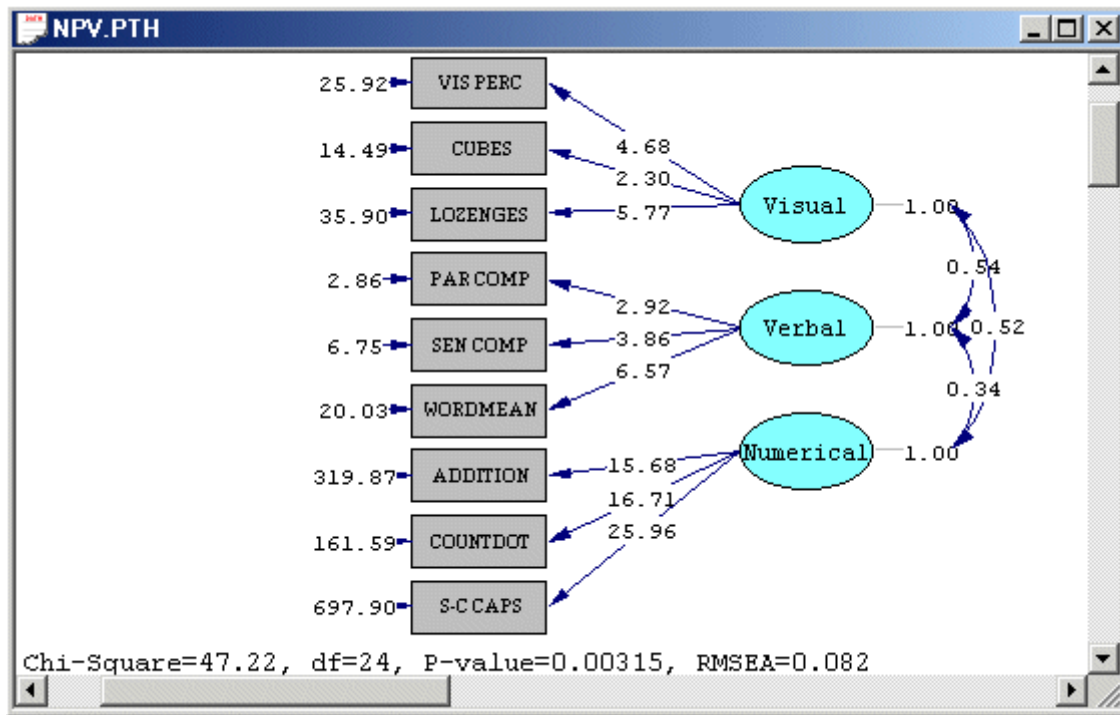 NPV.PTH
25.92 VIS PERC
4.68
14.49 CUBES
2.30
35.90 LOZENGES 5.77 Visual 1.00
2.86 PAR COMP 0.54
2.92
6.75 SEN COMP 3.86 Verbal 1.00 0.52
6.57
20.03 WORDMEAN 0.34
319.87 ADDITION 15.68 Numerical 1.00
16.71
161.59 COUNTDOT 25.96
697.90 S-C CAPS
Chi-Square=47.22, df=24, P-value=0.00315, RMSEA=0.082